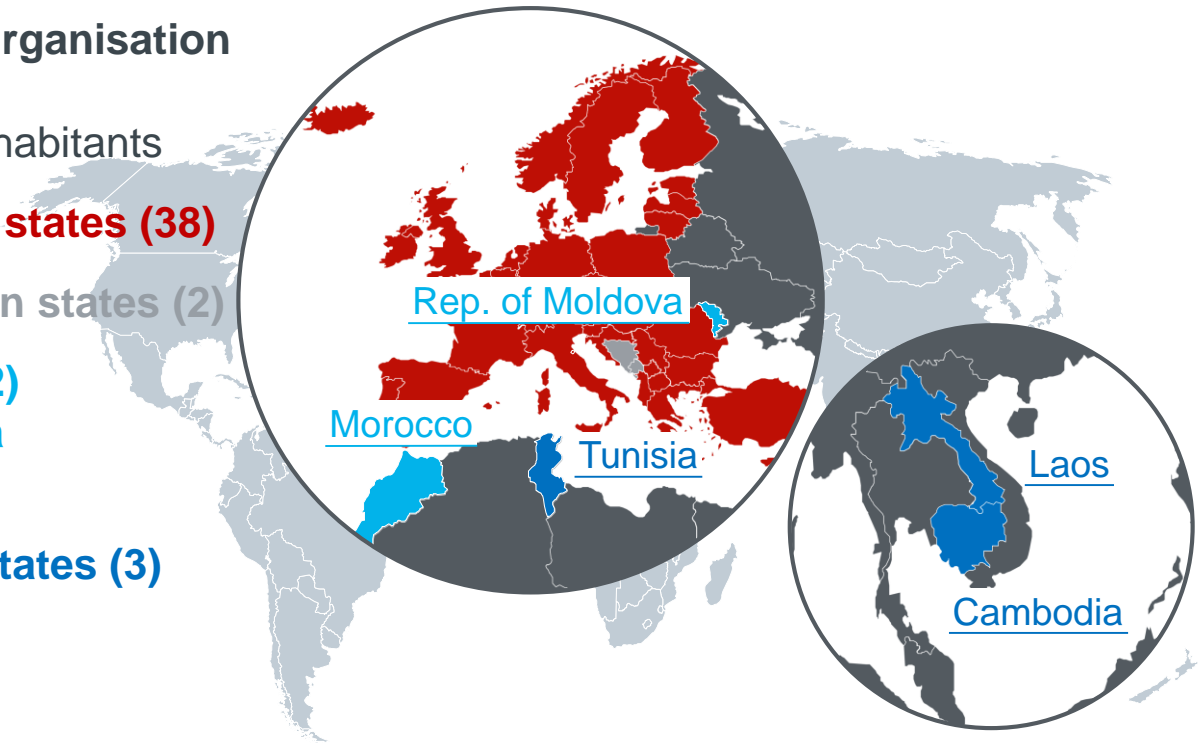 rganisation
habitants
states (38)
n states (2)
2)
a
tates (3)
Rep. of Moldova
Morocco
Tunisia
Laos
Cambodia